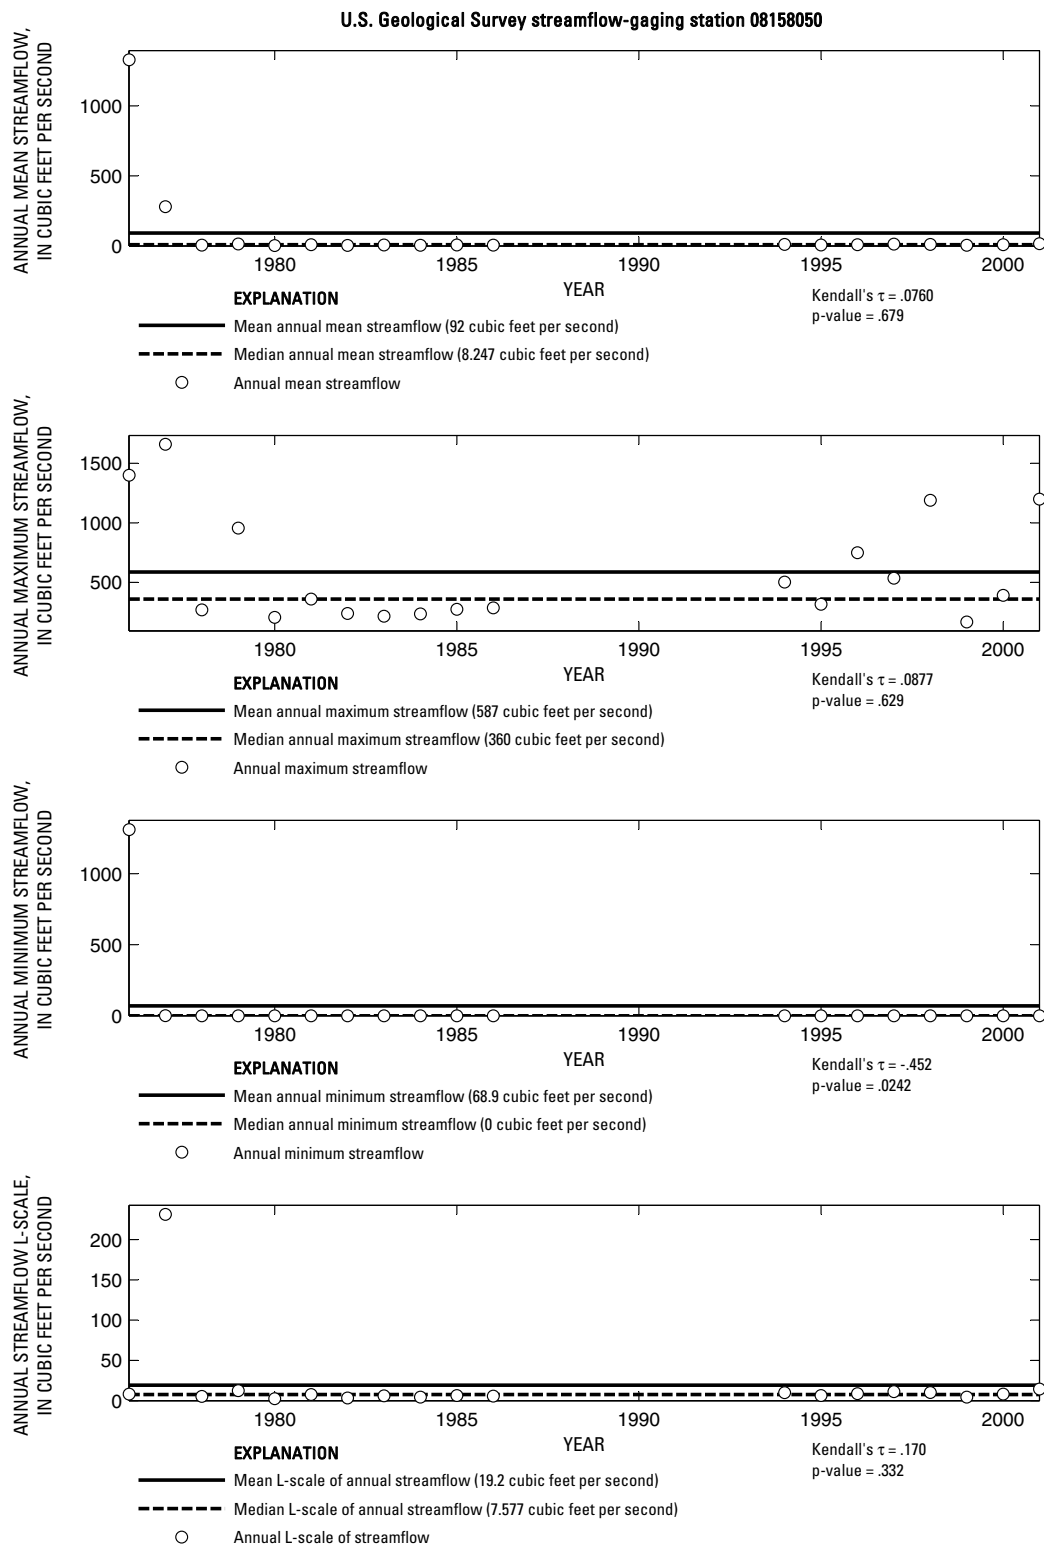 U.S. Geological Survey streamflow-gaging station 08158050
ANNUAL MEAN STREAMFLOW,
IN CUBIC FEET PER SECOND
1000
500
0
1980 1985 1990 1995 2000
YEAR
Kendall's τ = .0760
p-value = .679
EXPLANATION
Mean annual mean streamflow (92 cubic feet per second)
Median annual mean streamflow (8.247 cubic feet per second)
Annual mean streamflow
ANNUAL MAXIMUM STREAMFLOW,
IN CUBIC FEET PER SECOND
1500
1000
500
1980 1985 1990 1995 2000
YEAR
Kendall's τ = .0877
p-value = .629
EXPLANATION
Mean annual maximum streamflow (587 cubic feet per second)
Median annual maximum streamflow (360 cubic feet per second)
Annual maximum streamflow
ANNUAL MINIMUM STREAMFLOW,
IN CUBIC FEET PER SECOND
1000
500
0
1980 1985 1990 1995 2000
YEAR
Kendall's τ = -.452
p-value = .0242
EXPLANATION
Mean annual minimum streamflow (68.9 cubic feet per second)
Median annual minimum streamflow (0 cubic feet per second)
Annual minimum streamflow
ANNUAL STREAMFLOW L-SCALE,
IN CUBIC FEET PER SECOND
200
150
100
50
0
1980 1985 1990 1995 2000
YEAR
Kendall's τ = .170
p-value = .332
EXPLANATION
Mean L-scale of annual streamflow (19.2 cubic feet per second)
Median L-scale of annual streamflow (7.577 cubic feet per second)
Annual L-scale of streamflow